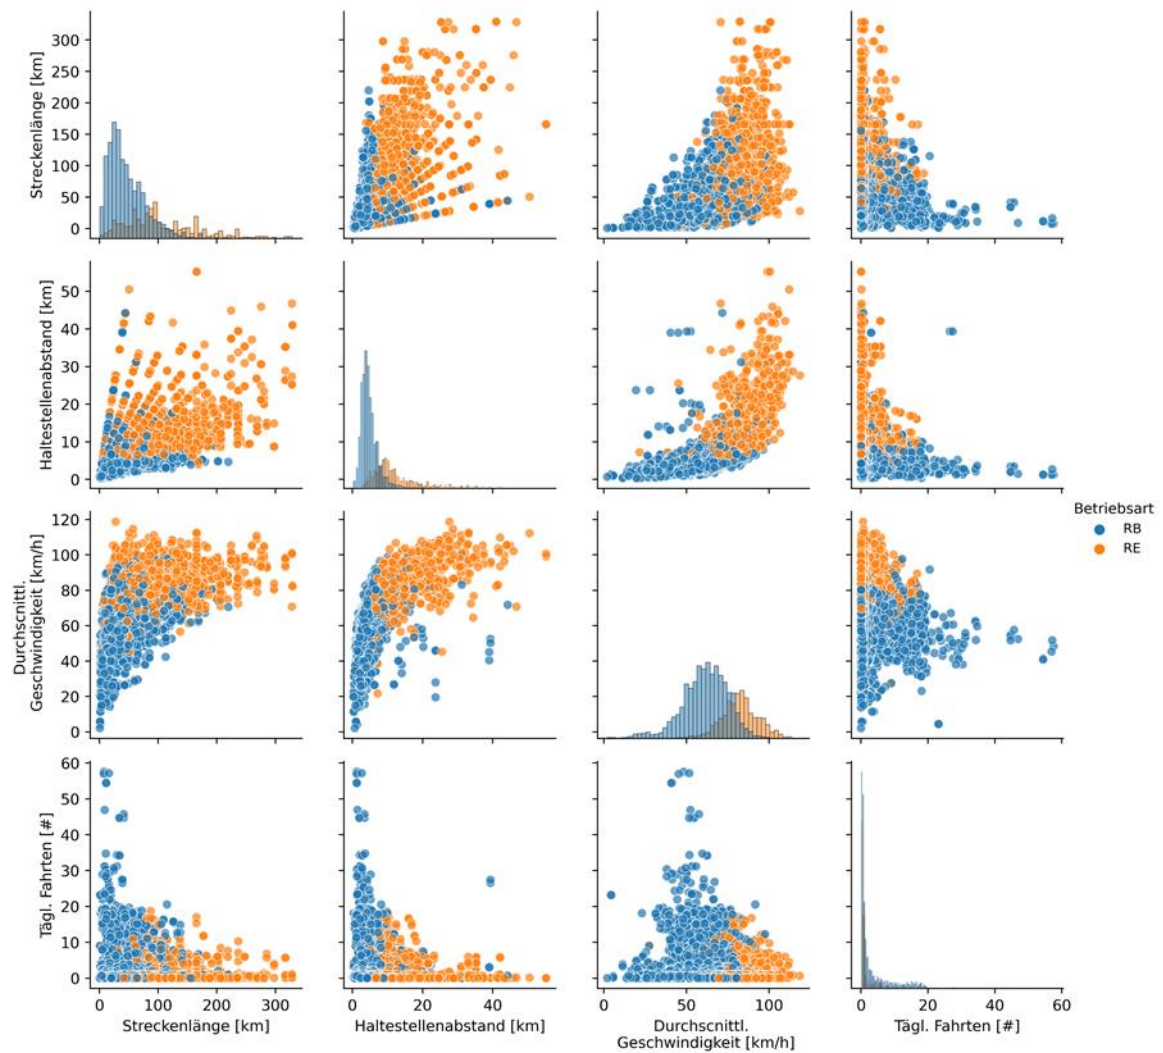 300
250
200
150
100
50
0
Streckenlänge [km]
50
40
30
20
10
0
Haltestellenabstand [km]
120
100
80
60
40
20
0
Durchscnittl.
Geschwindigkeit [km/h]
Betriebsart
RB
RE
60
50
40
30
20
10
0
Tägl. Fahrten [#]
0 100 200 300
0 20 40
0 50 100
0 20 40 60
Streckenlänge [km]
Haltestellenabstand [km]
Durchscnittl.
Geschwindigkeit [km/h]
Tägl. Fahrten [#]